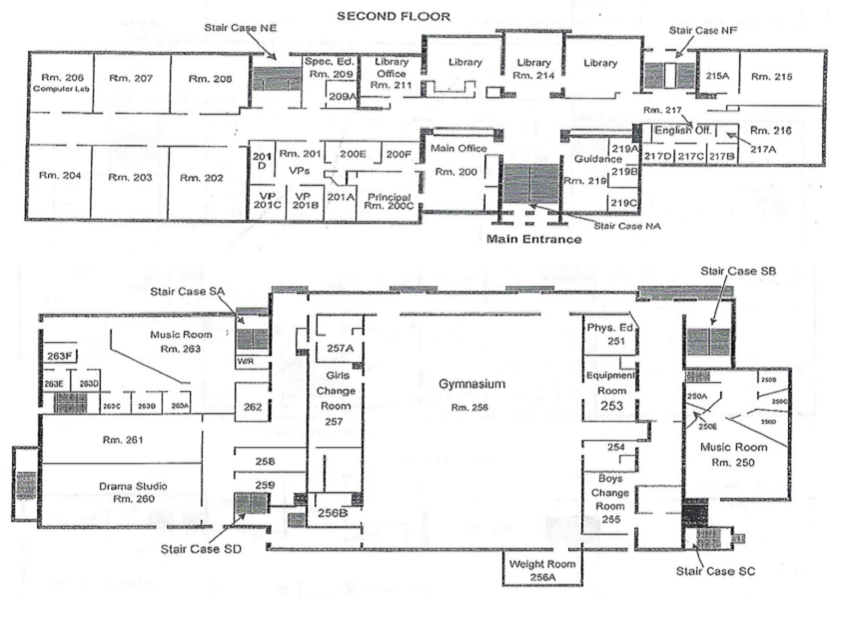 SECOND FLOOR
Stair Case NE
Stair Case NF
Rm. 206
Computer Lab
Rm. 207
Rm. 208
Spec. Ed.
Rm. 209
209A
Library
Office
Rm. 211
Library
Library
Rm. 214
Library
215A
Rm. 215
Rm. 217
English Off.
Rm. 216
217A
217D
217C
217B
Rm. 204
Rm. 203
Rm. 202
201
D
Rm. 201
VPs
200E
200F
VP
201C
VP
201B
201A
Principal
Rm. 200C
Main Office
Rm. 200
Guidance
Rm. 219
219A
219B
219C
Stair Case NA
Main Entrance
Stair Case SA
Stair Case SB
Music Room
Rm. 263
263F
263E
263D
263C
263B
263A
W/R
262
Rm. 261
258
259
Drama Studio
Rm. 260
Stair Case SD
257A
Girls
Change
Room
257
256B
Gymnasium
Rm. 256
Phys. Ed
251
Equipment
Room
253
254
Boys
Change
Room
255
250A
250B
250C
250D
250E
Music Room
Rm. 250
Weight Room
256A
Stair Case SC